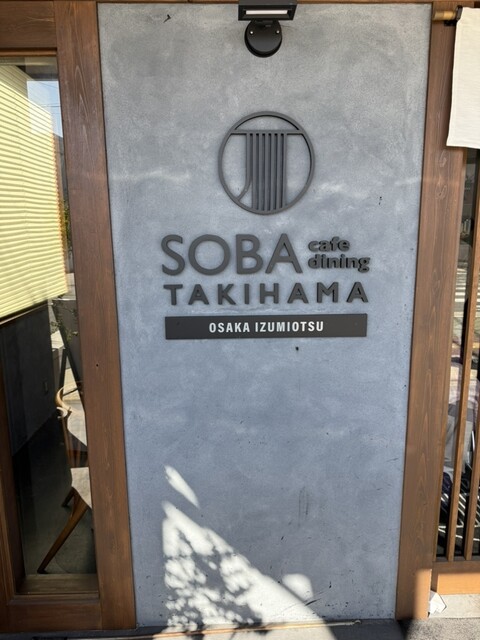 SOBA cafe dining
TAKIHAMA
OSAKA IZUMIOTSU